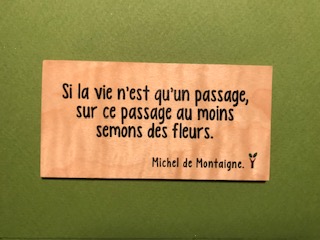 Si la vie n'est qu'un passage,
sur ce passage au moins
semons des fleurs.
Michel de Montaigne.